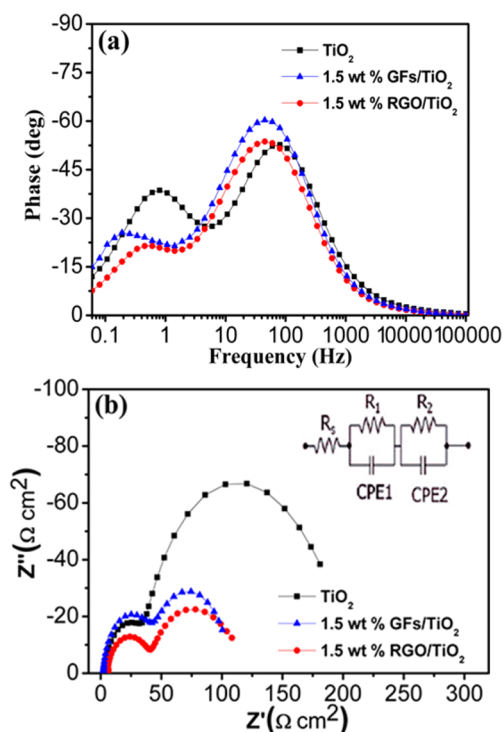 (a)
TiO2
1.5 wt % GFs/TiO2
1.5 wt % RGO/TiO2
Phase (deg)
-90
-75
-60
-45
-30
-15
0
0.1 1 10 100 1000 10000 100000
Frequency (Hz)
(b)
Rs
R1
R2
CPE1
CPE2
TiO2
1.5 wt % GFs/TiO2
1.5 wt % RGO/TiO2
Z''(Ω cm2)
-100
-80
-60
-40
-20
0
0 50 100 150 200 250 300
Z'(Ω cm2)